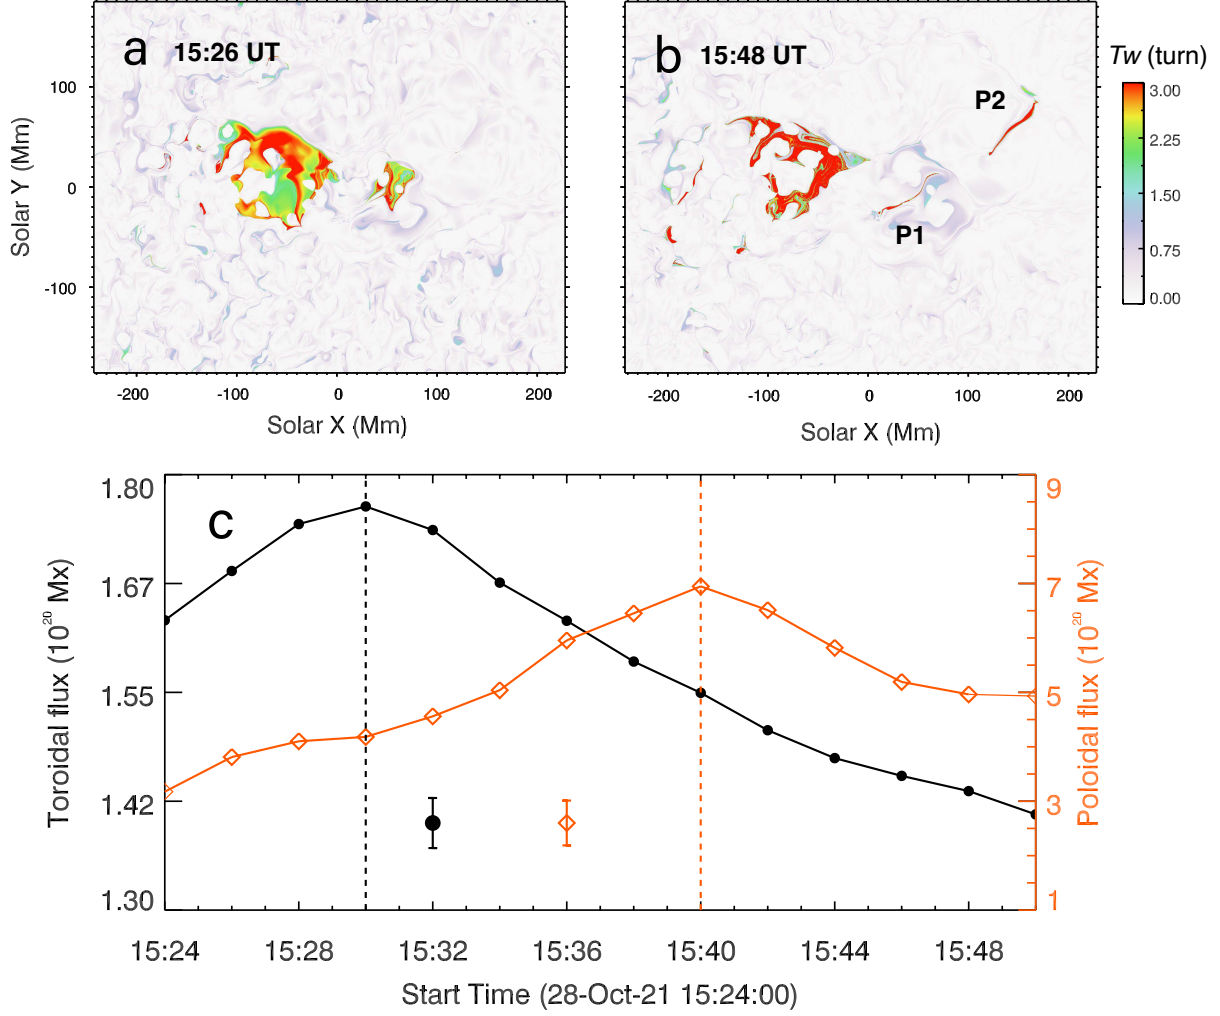 a 15:26 UT
b 15:48 UT
Tw (turn)
3.00
2.25
1.50
0.75
0.00
P2
P1
100
0
-100
Solar Y (Mm)
-200 -100 0 100 200
Solar X (Mm)
-200 -100 0 100 200
Solar X (Mm)
c
1.80
1.67
1.55
1.42
1.30
Toroidal flux (10²⁰ Mx)
9
7
5
3
1
Poloidal flux (10²⁰ Mx)
15:24 15:28 15:32 15:36 15:40 15:44 15:48
Start Time (28-Oct-21 15:24:00)